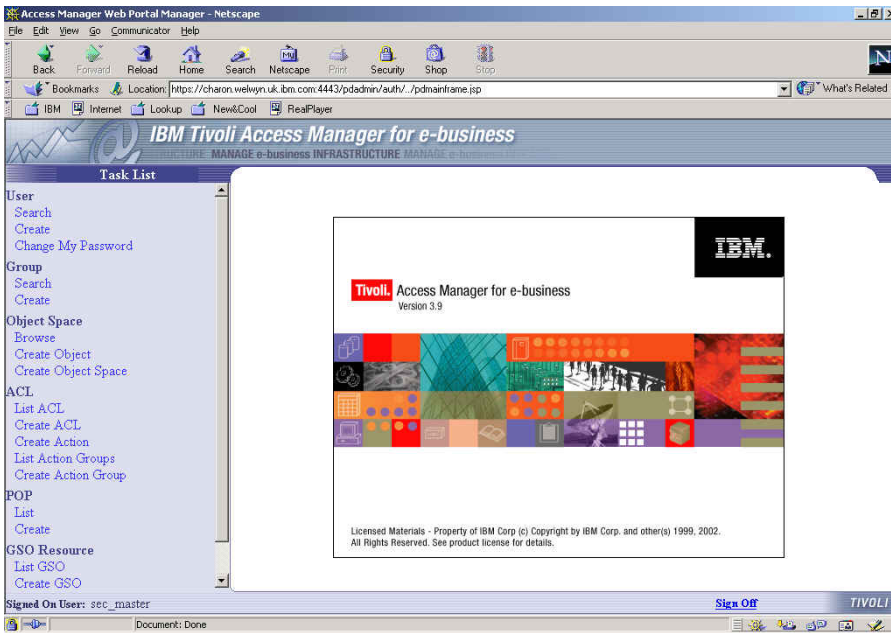 Access Manager Web Portal Manager - Netscape
File Edit View Go Communicator Help
Back Forward Reload Home Search Netscape Print Security Shop Stop
N
Bookmarks Location: https://charon.welwyn.uk.ibm.com:4443/pdadmin/auth/../pdmainframe.jsp What's Related
IBM Internet Lookup New&Cool RealPlayer
IBM Tivoli Access Manager for e-business
MANAGE e-business INFRASTRUCTURE MANAGE
Task List
User
Search
Create
Change My Password
Group
Search
Create
Object Space
Browse
Create Object
Create Object Space
ACL
List ACL
Create ACL
Create Action
List Action Groups
Create Action Group
POP
List
Create
GSO Resource
List GSO
Create GSO
IBM.
Tivoli. Access Manager for e-business
Version 3.9
Licensed Materials - Property of IBM Corp (c) Copyright by IBM Corp. and other(s) 1999, 2002.
All Rights Reserved. See product license for details.
Signed On User: sec_master Sign Off TIVOLI
Document: Done